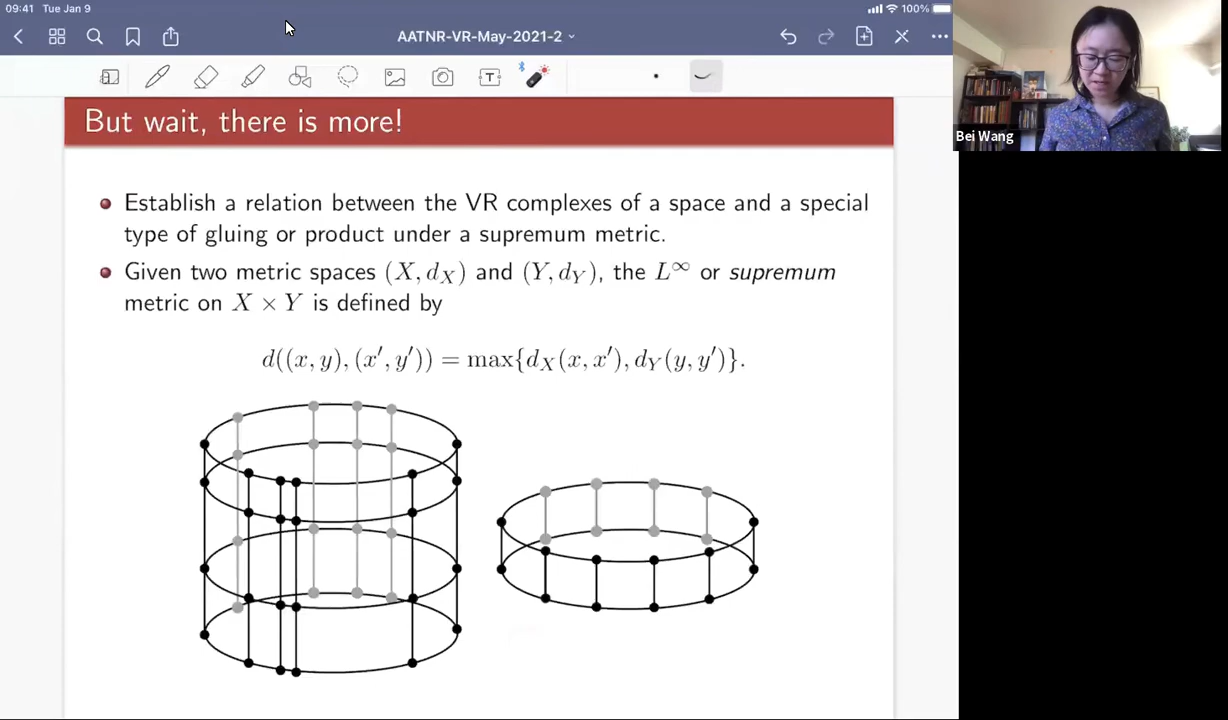 09:41 Tue Jan 9
100%
AATNR-VR-May-2021-2
T
But wait, there is more!
Establish a relation between the VR complexes of a space and a special
type of gluing or product under a supremum metric.
Given two metric spaces (X, d_X) and (Y, d_Y), the L^∞ or supremum
metric on X × Y is defined by
d((x, y), (x′, y′)) = max{d_X(x, x′), d_Y(y, y′)}.
Bei Wang